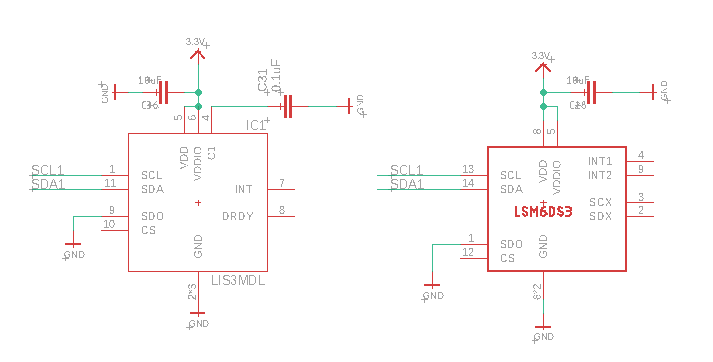 3.3V
10uF
GND
C36
C31
0.1uF
GND
5
6
4
IC1
VDD
VDDIO
C1
SCL1
1
SCL
SDA1
11
SDA
INT
7
9
SDO
DRDY
8
10
CS
GND
GND
LIS3MDL
2*3
GND
3.3V
10uF
GND
8
5
VDD
VDDIO
INT1
4
SCL1
13
SCL
INT2
9
SDA1
14
SDA
SCX
3
LSM6DS3
SDX
2
1
SDO
GND
12
CS
GND
6*2
GND